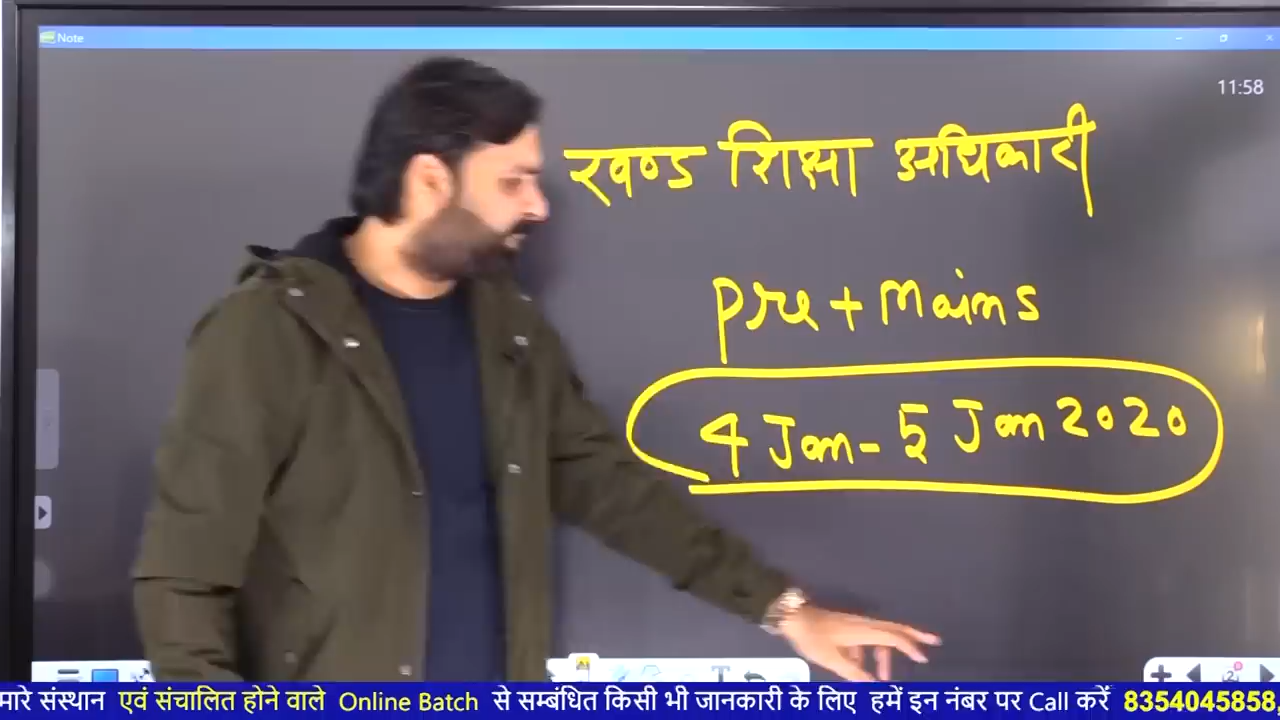 Note
11:58
खण्ड शिक्षा अधिकारी
pre + Mains
4 Jan - 5 Jan 2020
मारे संस्थान एवं संचालित होने वाले Online Batch से सम्बंधित किसी भी जानकारी के लिए हमें इन नंबर पर Call करें 8354045858,